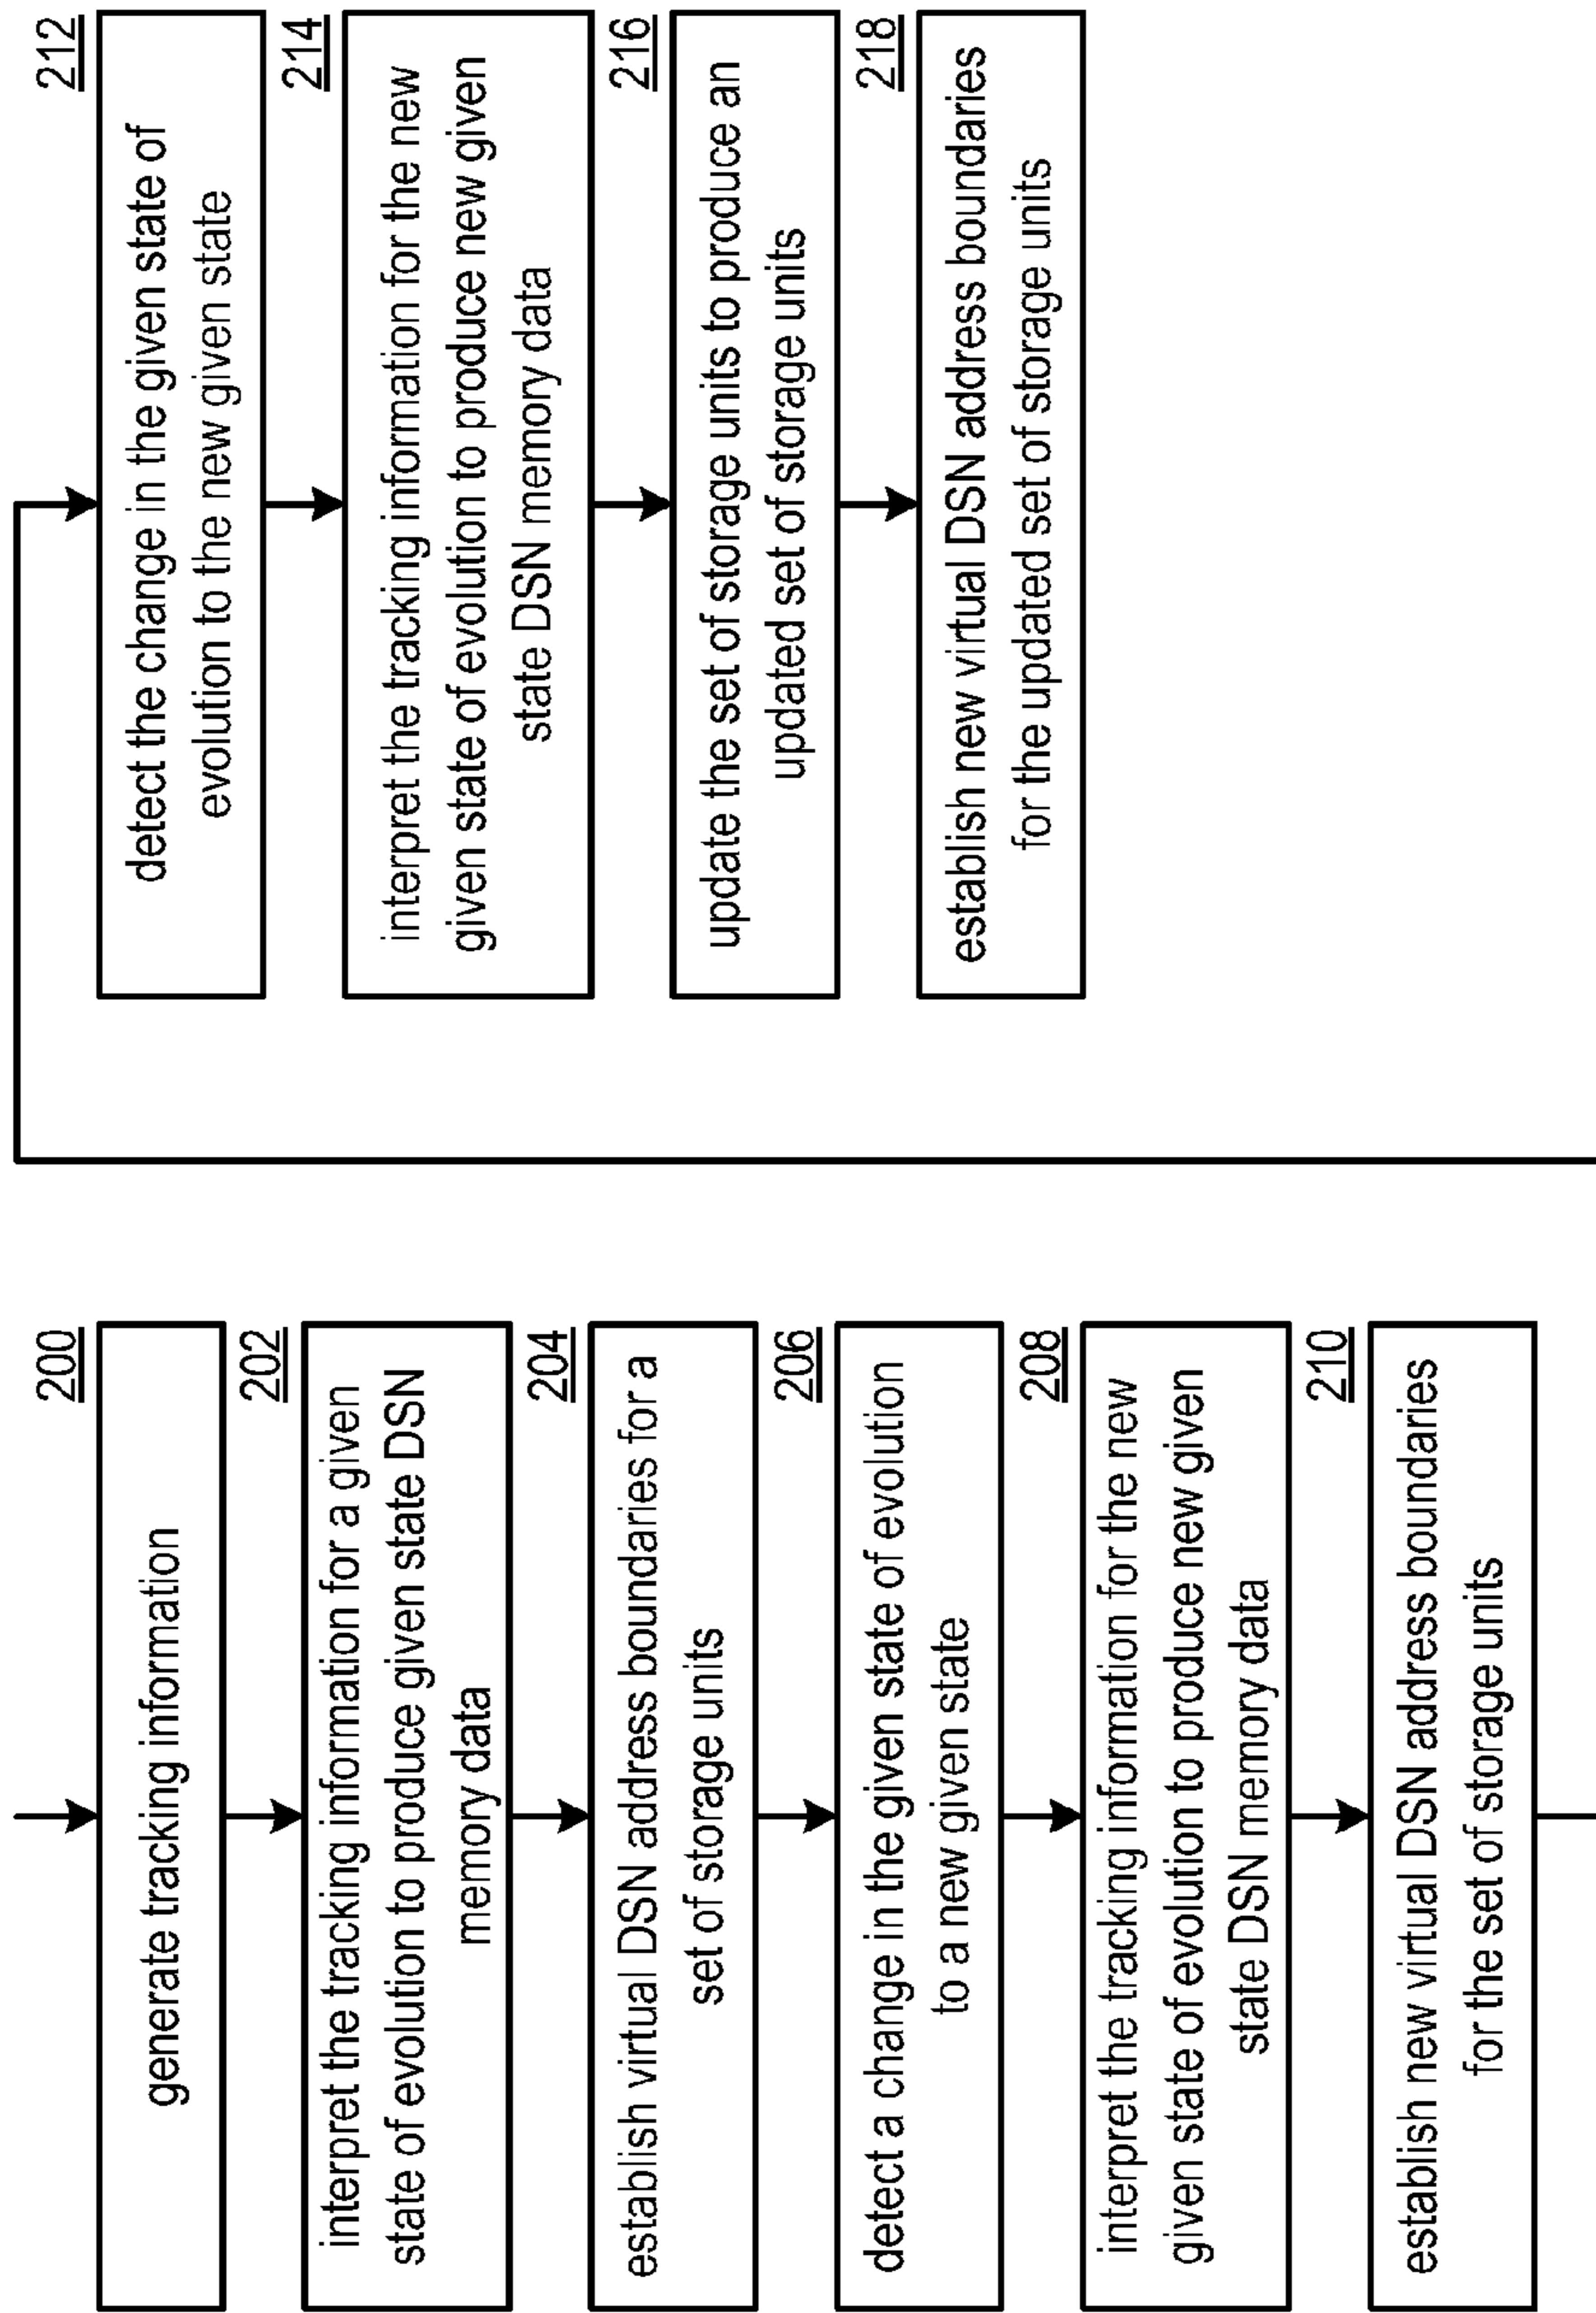 200
generate tracking information
202
interpret the tracking information for a given
state of evolution to produce given state DSN
memory data
204
establish virtual DSN address boundaries for a
set of storage units
206
detect a change in the given state of evolution
to a new given state
208
interpret the tracking information for the new
given state of evolution to produce new given
state DSN memory data
210
establish new virtual DSN address boundaries
for the set of storage units
212
detect the change in the given state of
evolution to the new given state
214
interpret the tracking information for the new
given state of evolution to produce new given
state DSN memory data
216
update the set of storage units to produce an
updated set of storage units
218
establish new virtual DSN address boundaries
for the updated set of storage units